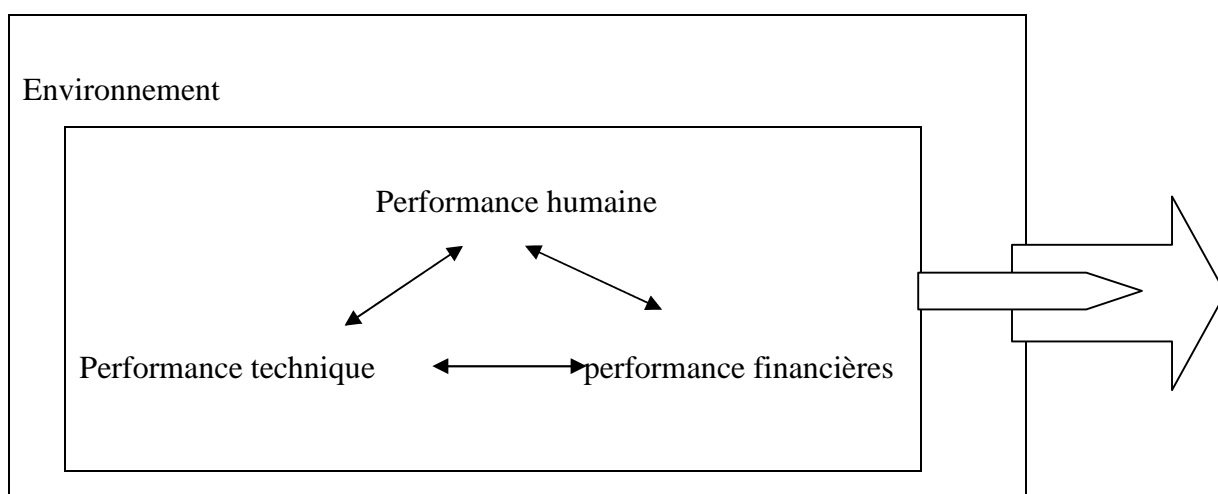 Environnement
Performance humaine
Performance technique performance financières